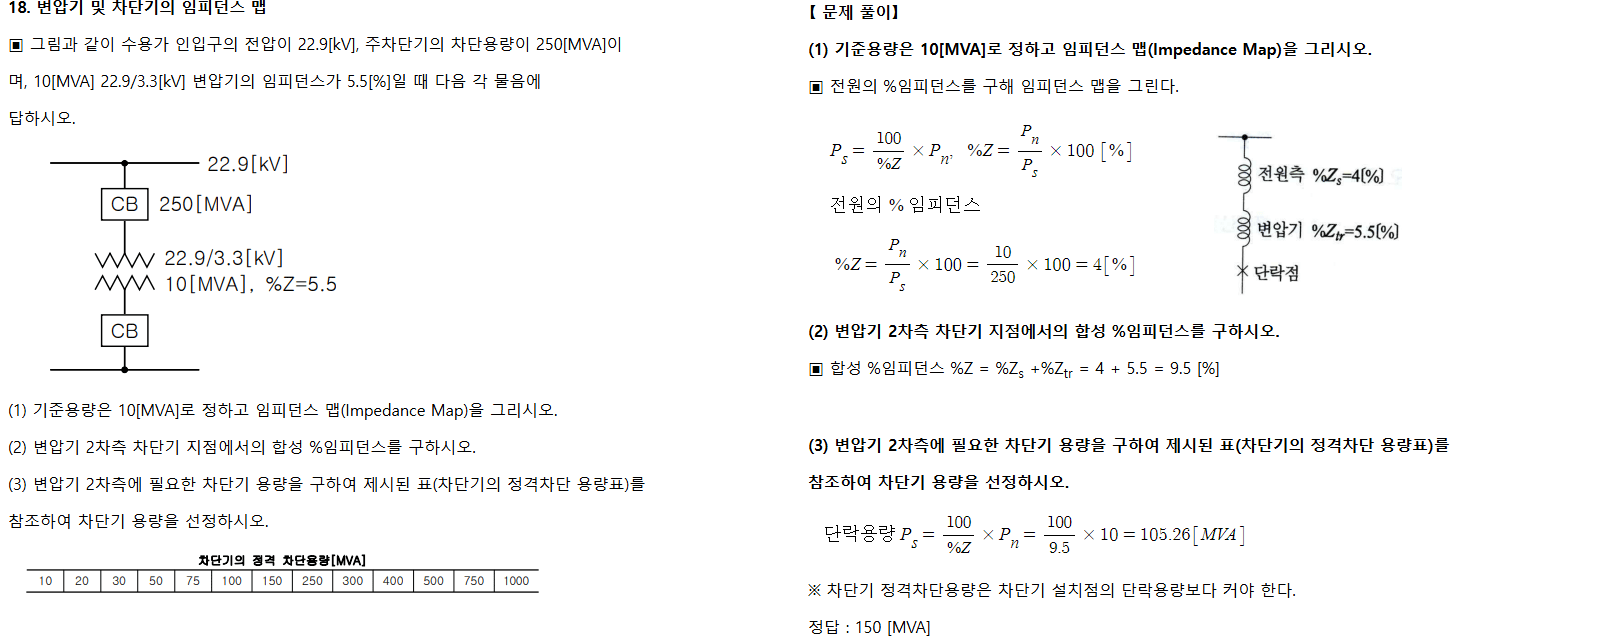 18. 변압기 및 차단기의 임피던스 맵
▣ 그림과 같이 수용가 인입구의 전압이 22.9[kV], 주차단기의 차단용량이 250[MVA]이
며, 10[MVA] 22.9/3.3[kV] 변압기의 임피던스가 5.5[%]일 때 다음 각 물음에
답하시오.
22.9[kV]
CB 250[MVA]
22.9/3.3[kV]
10[MVA], %Z=5.5
CB
(1) 기준용량은 10[MVA]로 정하고 임피던스 맵(Impedance Map)을 그리시오.
(2) 변압기 2차측 차단기 지점에서의 합성 %임피던스를 구하시오.
(3) 변압기 2차측에 필요한 차단기 용량을 구하여 제시된 표(차단기의 정격차단 용량표)를
참조하여 차단기 용량을 선정하시오.
차단기의 정격 차단용량[MVA]
10 20 30 50 75 100 150 250 300 400 500 750 1000
【 문제 풀이】
(1) 기준용량은 10[MVA]로 정하고 임피던스 맵(Impedance Map)을 그리시오.
▣ 전원의 %임피던스를 구해 임피던스 맵을 그린다.
P_s = 100/%Z × P_n, %Z = P_n/P_s × 100 [%]
전원의 % 임피던스
%Z = P_n/P_s × 100 = 10/250 × 100 = 4[%]
전원측 %Zs=4[%]
변압기 %Ztr=5.5[%]
단락점
(2) 변압기 2차측 차단기 지점에서의 합성 %임피던스를 구하시오.
▣ 합성 %임피던스 %Z = %Zs +%Ztr = 4 + 5.5 = 9.5 [%]
(3) 변압기 2차측에 필요한 차단기 용량을 구하여 제시된 표(차단기의 정격차단 용량표)를
참조하여 차단기 용량을 선정하시오.
단락용량 P_s = 100/%Z × P_n = 100/9.5 × 10 = 105.26[MVA]
※ 차단기 정격차단용량은 차단기 설치점의 단락용량보다 커야 한다.
정답 : 150 [MVA]